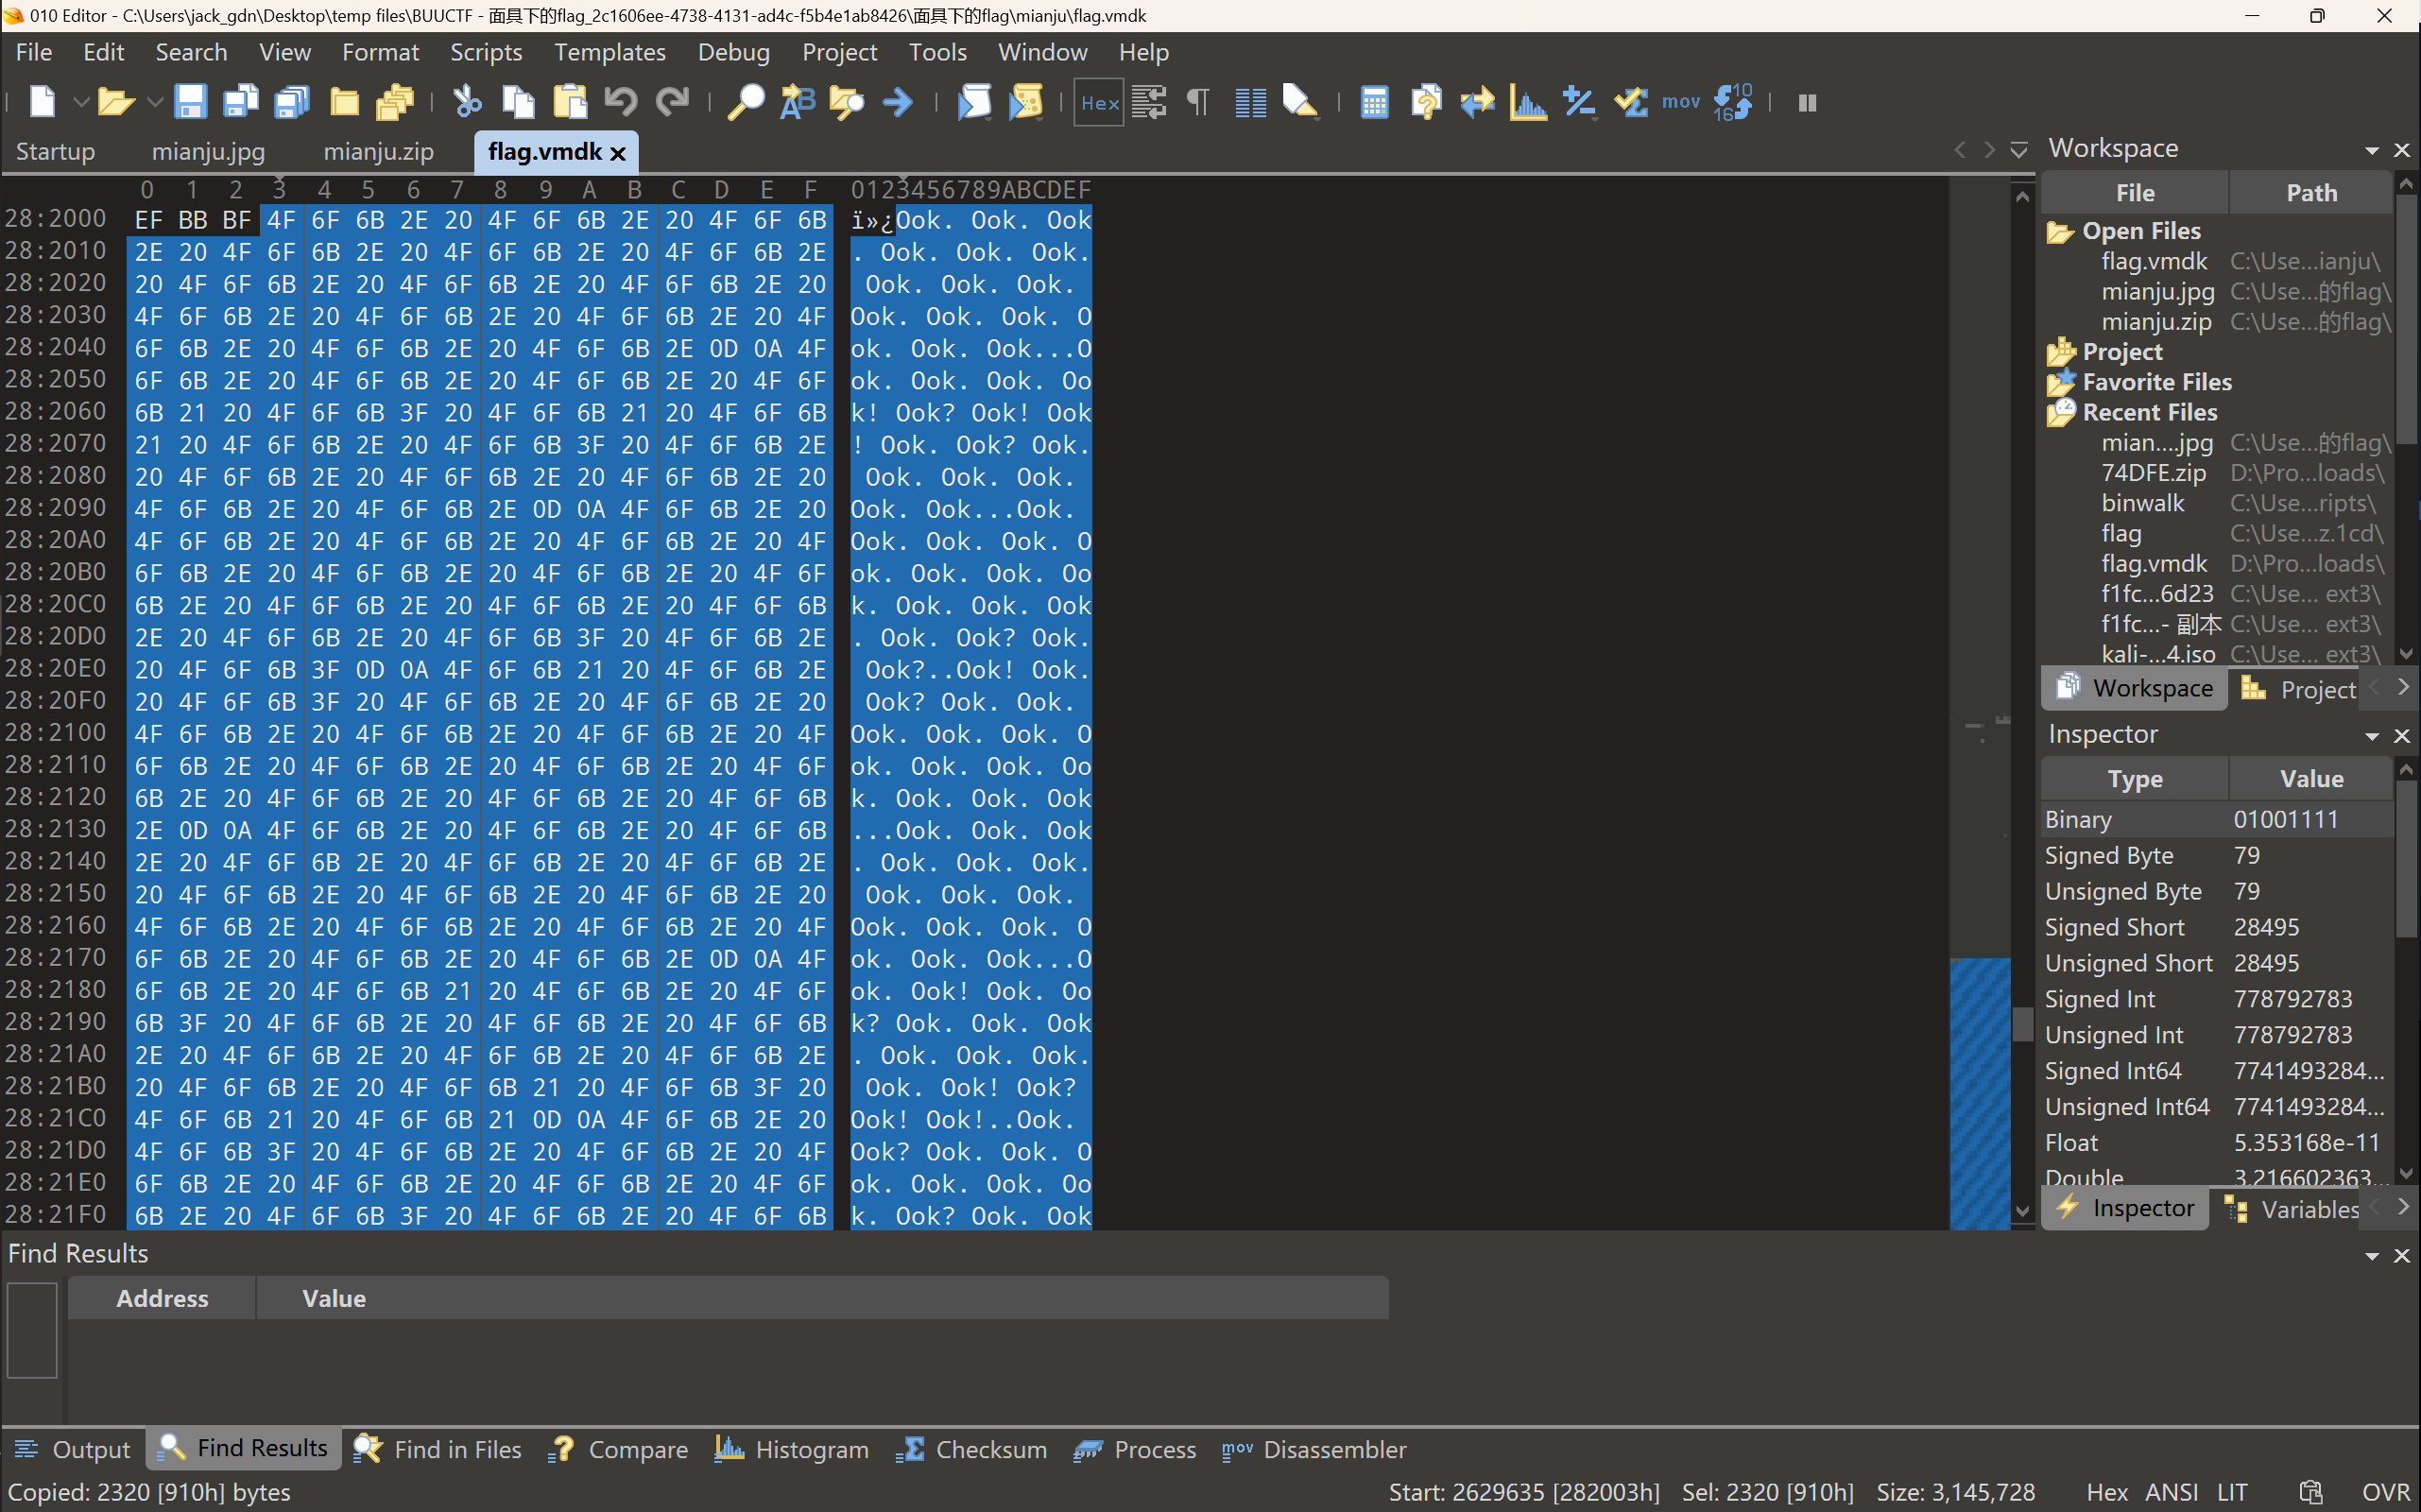 010 Editor - C:\Users\jack_gdn\Desktop\temp files\BUUCTF - 面具下的flag_2c1606ee-4738-4131-ad4c-f5b4e1ab8426\面具下的flag\mianju\flag.vmdk
File Edit Search View Format Scripts Templates Debug Project Tools Window Help
Startup mianju.jpg mianju.zip flag.vmdk
0 1 2 3 4 5 6 7 8 9 A B C D E F 0123456789ABCDEF
28:2000 EF BB BF 4F 6F 6B 2E 20 4F 6F 6B 2E 20 4F 6F 6B ï»¿Ook. Ook. Ook
28:2010 2E 20 4F 6F 6B 2E 20 4F 6F 6B 2E 20 4F 6F 6B 2E . Ook. Ook. Ook.
28:2020 20 4F 6F 6B 2E 20 4F 6F 6B 2E 20 4F 6F 6B 2E 20 Ook. Ook. Ook.
28:2030 4F 6F 6B 2E 20 4F 6F 6B 2E 20 4F 6F 6B 2E 20 4F Ook. Ook. Ook. O
28:2040 6F 6B 2E 20 4F 6F 6B 2E 20 4F 6F 6B 2E 0D 0A 4F ok. Ook. Ook...O
28:2050 6F 6B 2E 20 4F 6F 6B 2E 20 4F 6F 6B 2E 20 4F 6F ok. Ook. Ook. Oo
28:2060 6B 21 20 4F 6F 6B 3F 20 4F 6F 6B 21 20 4F 6F 6B k! Ook? Ook! Ook
28:2070 21 20 4F 6F 6B 2E 20 4F 6F 6B 3F 20 4F 6F 6B 2E ! Ook. Ook? Ook.
28:2080 20 4F 6F 6B 2E 20 4F 6F 6B 2E 20 4F 6F 6B 2E 20 Ook. Ook. Ook.
28:2090 4F 6F 6B 2E 20 4F 6F 6B 2E 0D 0A 4F 6F 6B 2E 20 Ook. Ook...Ook.
28:20A0 4F 6F 6B 2E 20 4F 6F 6B 2E 20 4F 6F 6B 2E 20 4F Ook. Ook. Ook. O
28:20B0 6F 6B 2E 20 4F 6F 6B 2E 20 4F 6F 6B 2E 20 4F 6F ok. Ook. Ook. Oo
28:20C0 6B 2E 20 4F 6F 6B 2E 20 4F 6F 6B 2E 20 4F 6F 6B k. Ook. Ook. Ook
28:20D0 2E 20 4F 6F 6B 2E 20 4F 6F 6B 3F 20 4F 6F 6B 2E . Ook. Ook? Ook.
28:20E0 20 4F 6F 6B 3F 0D 0A 4F 6F 6B 21 20 4F 6F 6B 2E Ook?..Ook! Ook.
28:20F0 20 4F 6F 6B 3F 20 4F 6F 6B 2E 20 4F 6F 6B 2E 20 Ook? Ook. Ook.
28:2100 4F 6F 6B 2E 20 4F 6F 6B 2E 20 4F 6F 6B 2E 20 4F Ook. Ook. Ook. O
28:2110 6F 6B 2E 20 4F 6F 6B 2E 20 4F 6F 6B 2E 20 4F 6F ok. Ook. Ook. Oo
28:2120 6B 2E 20 4F 6F 6B 2E 20 4F 6F 6B 2E 20 4F 6F 6B k. Ook. Ook. Ook
28:2130 2E 0D 0A 4F 6F 6B 2E 20 4F 6F 6B 2E 20 4F 6F 6B ...Ook. Ook. Ook
28:2140 2E 20 4F 6F 6B 2E 20 4F 6F 6B 2E 20 4F 6F 6B 2E . Ook. Ook. Ook.
28:2150 20 4F 6F 6B 2E 20 4F 6F 6B 2E 20 4F 6F 6B 2E 20 Ook. Ook. Ook.
28:2160 4F 6F 6B 2E 20 4F 6F 6B 2E 20 4F 6F 6B 2E 20 4F Ook. Ook. Ook. O
28:2170 6F 6B 2E 20 4F 6F 6B 2E 20 4F 6F 6B 2E 0D 0A 4F ok. Ook. Ook...O
28:2180 6F 6B 2E 20 4F 6F 6B 21 20 4F 6F 6B 2E 20 4F 6F ok. Ook! Ook. Oo
28:2190 6B 3F 20 4F 6F 6B 2E 20 4F 6F 6B 2E 20 4F 6F 6B k? Ook. Ook. Ook
28:21A0 2E 20 4F 6F 6B 2E 20 4F 6F 6B 2E 20 4F 6F 6B 2E . Ook. Ook. Ook.
28:21B0 20 4F 6F 6B 2E 20 4F 6F 6B 21 20 4F 6F 6B 3F 20 Ook. Ook! Ook?
28:21C0 4F 6F 6B 21 20 4F 6F 6B 21 0D 0A 4F 6F 6B 2E 20 Ook! Ook!..Ook.
28:21D0 4F 6F 6B 3F 20 4F 6F 6B 2E 20 4F 6F 6B 2E 20 4F Ook? Ook. Ook. O
28:21E0 6F 6B 2E 20 4F 6F 6B 2E 20 4F 6F 6B 2E 20 4F 6F ok. Ook. Ook. Oo
28:21F0 6B 2E 20 4F 6F 6B 3F 20 4F 6F 6B 2E 20 4F 6F 6B k. Ook? Ook. Ook
Workspace
File Path
Open Files
flag.vmdk C:\Use...ianju\
mianju.jpg C:\Use...的flag\
mianju.zip C:\Use...的flag\
Project
Favorite Files
Recent Files
mian....jpg C:\Use...的flag\
74DFE.zip D:\Pro...loads\
binwalk C:\Use...ripts\
flag C:\Use...z.1cd\
flag.vmdk D:\Pro...loads\
f1fc...6d23 C:\Use... ext3\
f1fc...- 副本 C:\Use... ext3\
kali-...4.iso C:\Use... ext3\
Workspace Project
Inspector
Type Value
Binary 01001111
Signed Byte 79
Unsigned Byte 79
Signed Short 28495
Unsigned Short 28495
Signed Int 778792783
Unsigned Int 778792783
Signed Int64 7741493284...
Unsigned Int64 7741493284...
Float 5.353168e-11
Double 3.216602363...
Inspector Variables
Find Results
Address Value
Output Find Results Find in Files Compare Histogram Checksum Process mov Disassembler
Copied: 2320 [910h] bytes Start: 2629635 [282003h] Sel: 2320 [910h] Size: 3,145,728 Hex ANSI LIT OVR